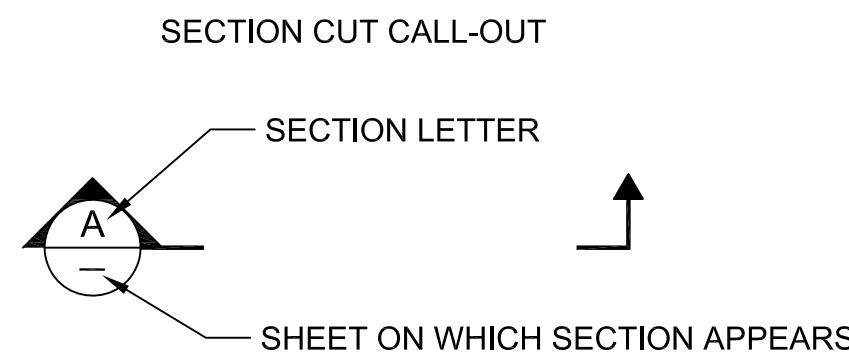 SECTION CUT CALL-OUT
SECTION LETTER
A
–
SHEET ON WHICH SECTION APPEARS